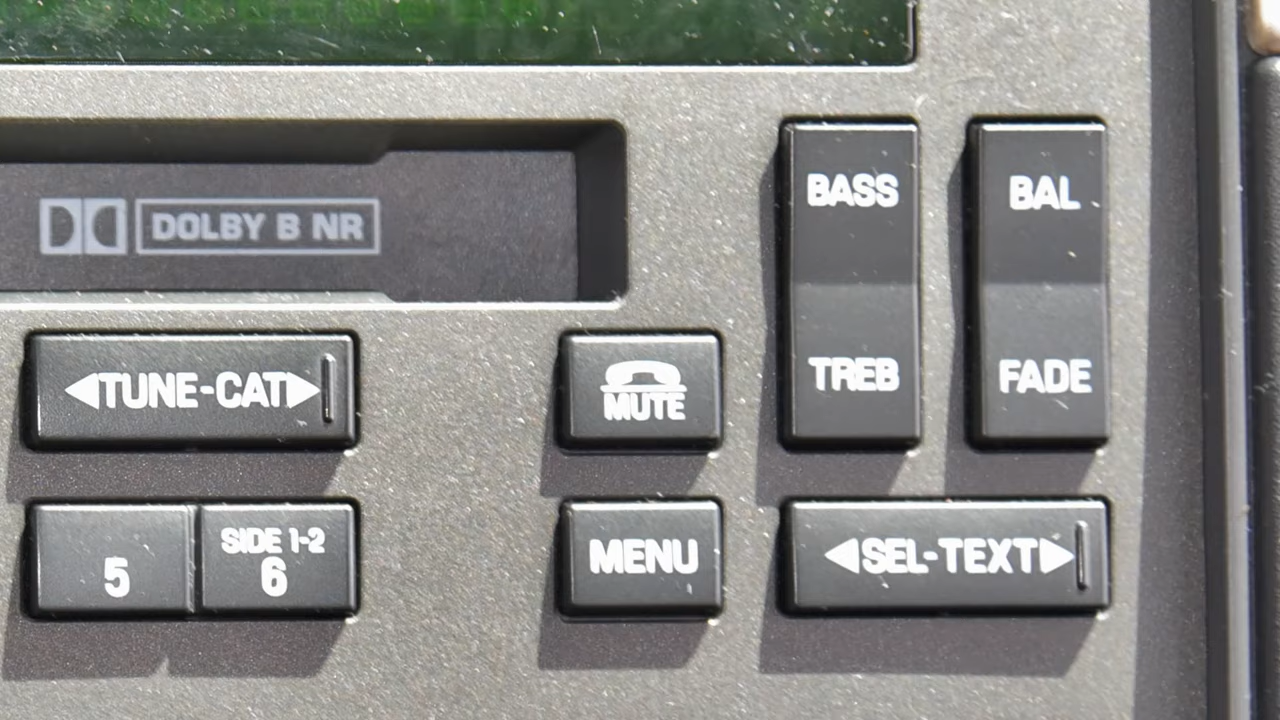 BASS
BAL
DOLBY B NR
TREB
FADE
TUNE-CAT
MUTE
SIDE 1-2
5
6
MENU
SEL-TEXT